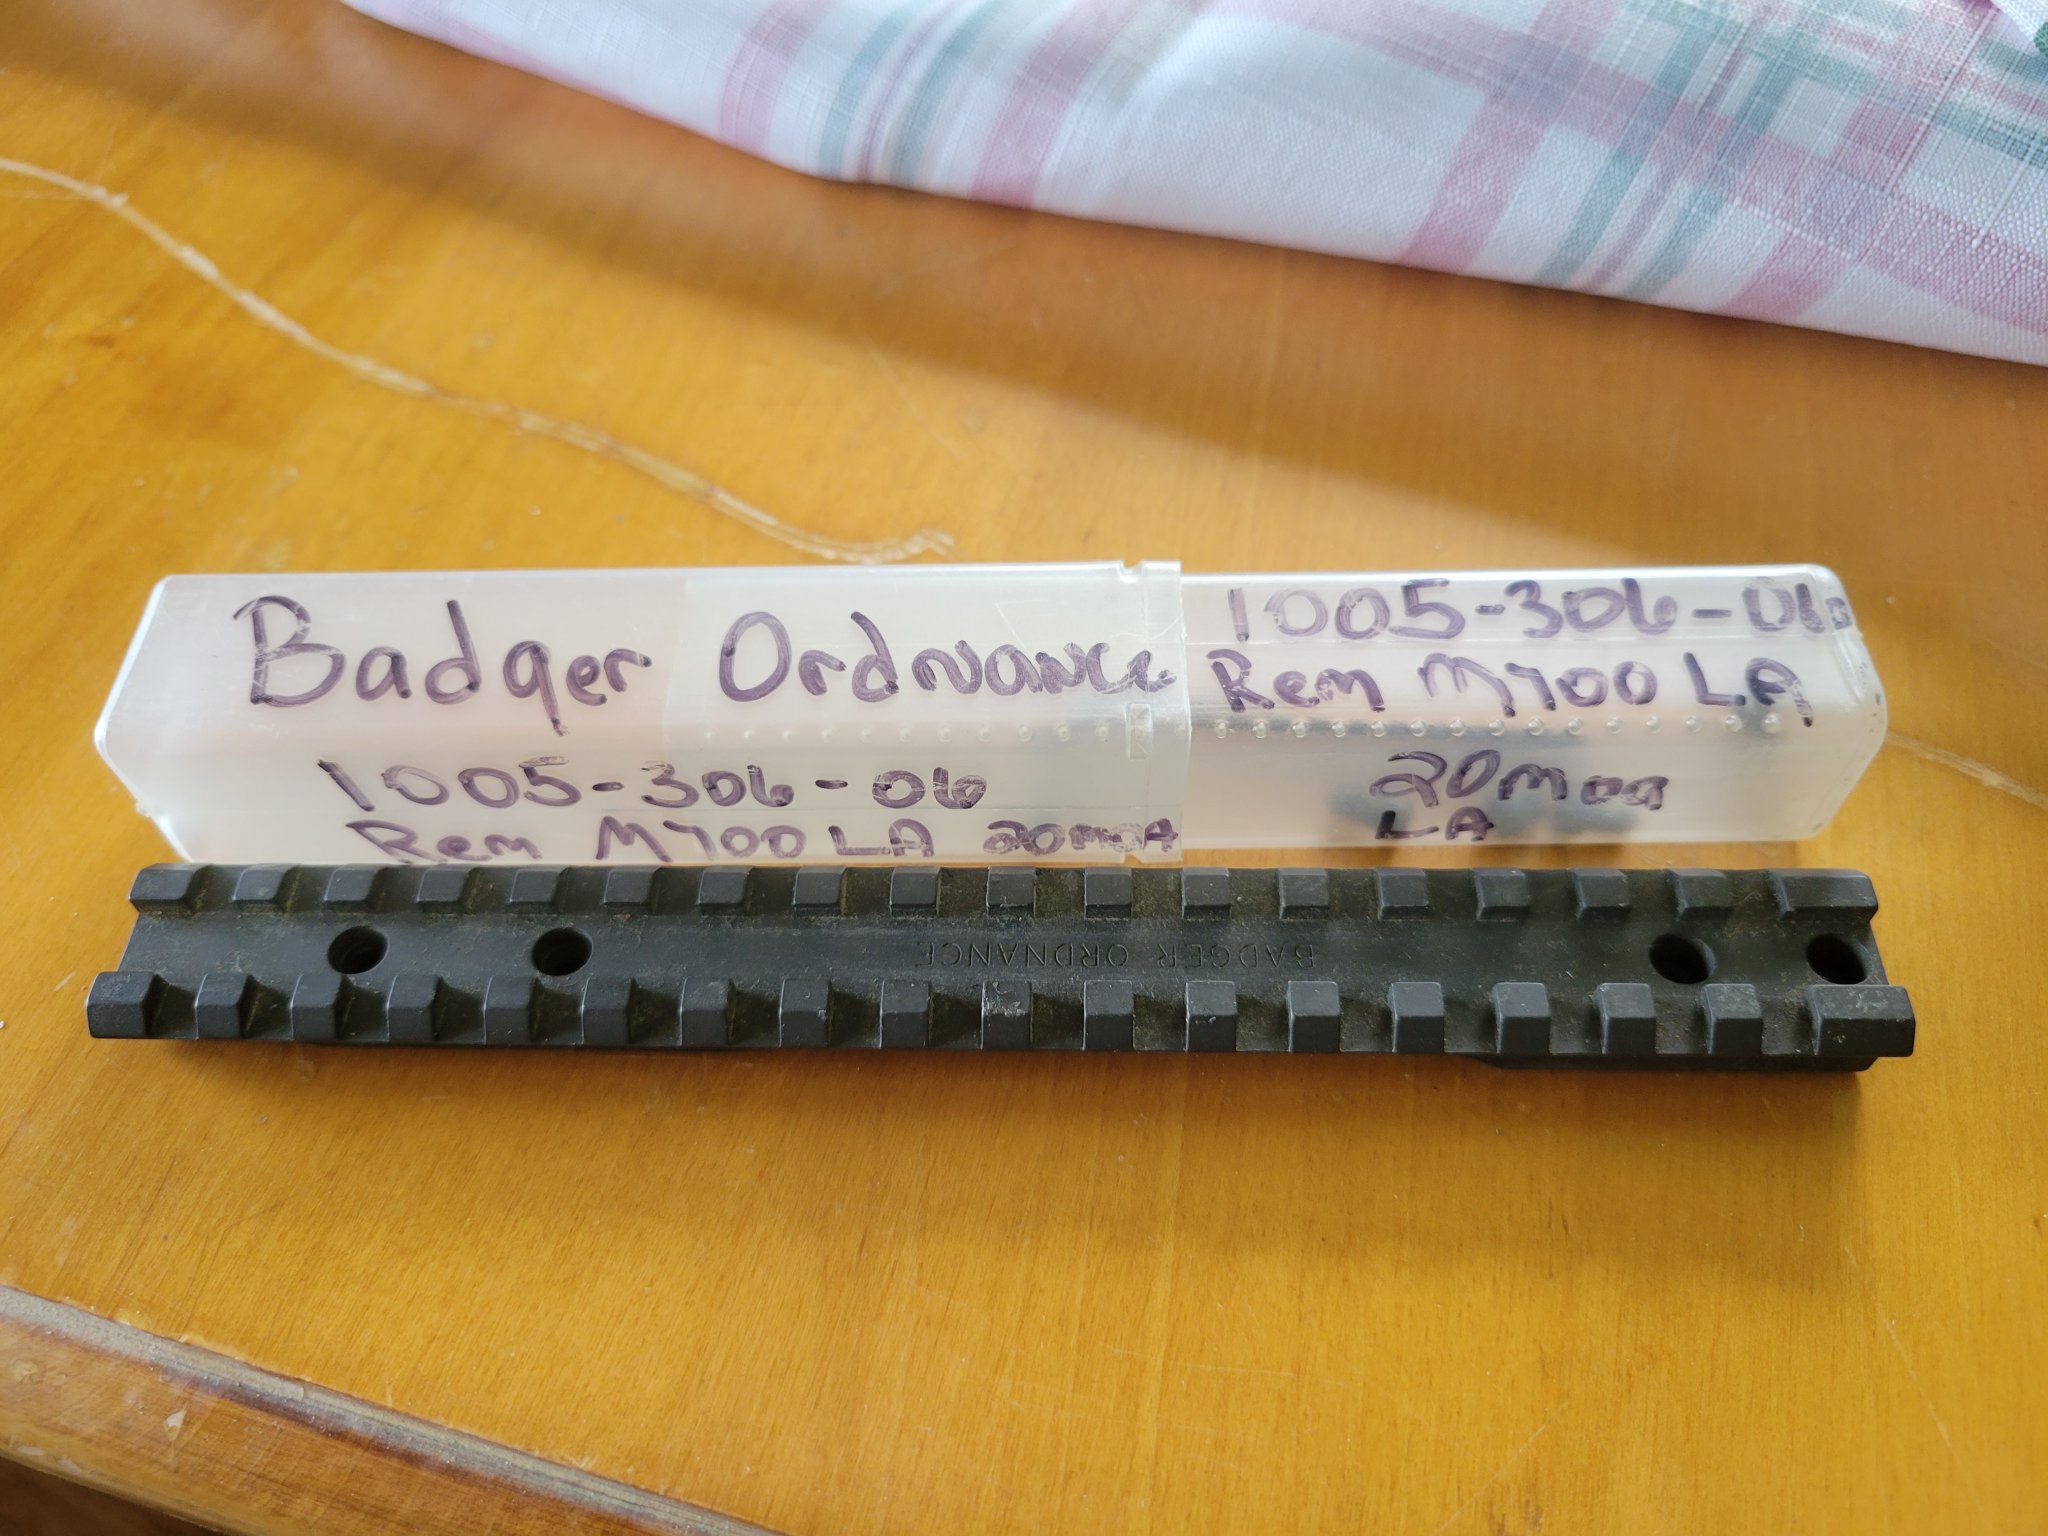 Badger Ordnance
1005-306-06
Rem M700 LA 20MOA
1005-306-06
Rem M700 LA
20moa
LA
BADGER ORDNANCE